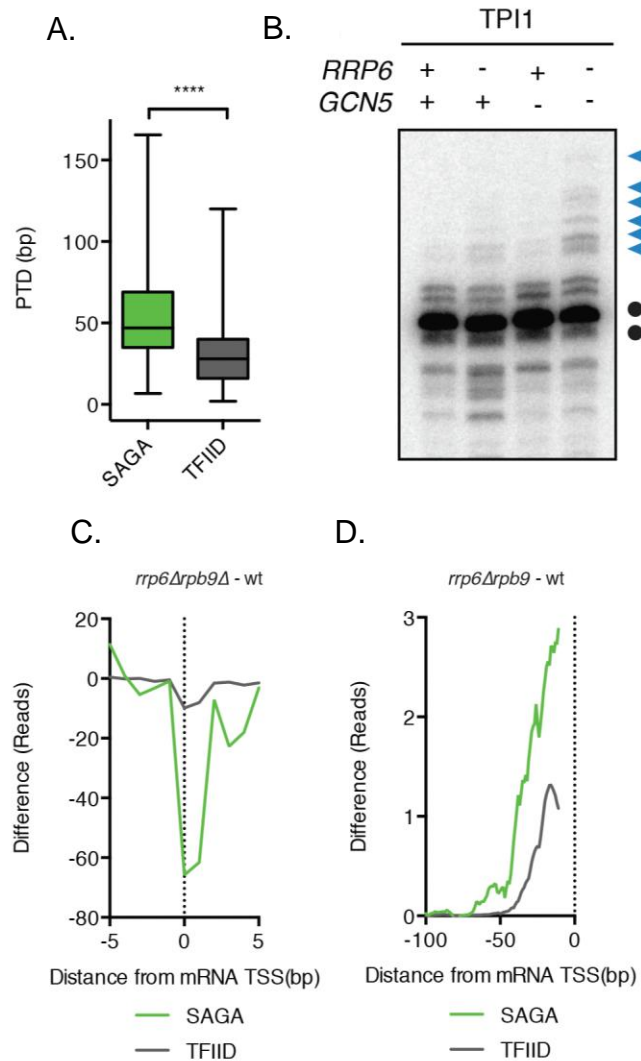 A.
****
PTD (bp)
150
100
50
0
SAGA
TFIID
B.
TPI1
RRP6 + - + -
GCN5 + + - -
C.
rrp6Δrpb9Δ - wt
Difference (Reads)
20
0
-20
-40
-60
-80
-5 0 5
Distance from mRNA TSS(bp)
SAGA
TFIID
D.
rrp6Δrpb9 - wt
Difference (Reads)
3
2
1
0
-100 -50 0
Distance from mRNA TSS(bp)
SAGA
TFIID